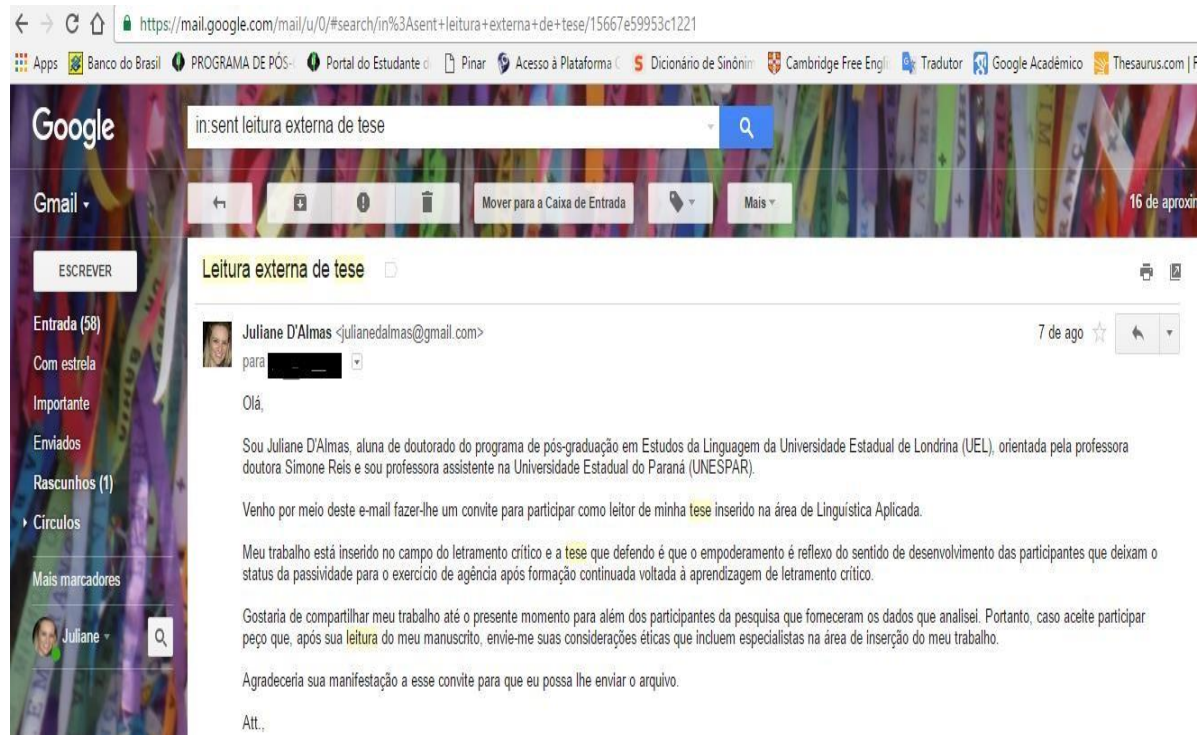 https://mail.google.com/mail/u/0/#search/in%3Asent+leitura+externa+de+tese/15667e59953c1221
Apps Banco do Brasil PROGRAMA DE PÓS- Portal do Estudante d Pinar Acesso à Plataforma C Dicionário de Sinônim Cambridge Free Engli Tradutor Google Acadêmico Thesaurus.com | F
Google in:sent leitura externa de tese
Gmail Mover para a Caixa de Entrada Mais 16 de aproxin
ESCREVER
Leitura externa de tese
Entrada (58)
Com estrela
Importante
Enviados
Rascunhos (1)
Círculos
Mais marcadores
Juliane
Juliane D'Almas <julianedalmas@gmail.com> 7 de ago
para
Olá,
Sou Juliane D'Almas, aluna de doutorado do programa de pós-graduação em Estudos da Linguagem da Universidade Estadual de Londrina (UEL), orientada pela professora
doutora Simone Reis e sou professora assistente na Universidade Estadual do Paraná (UNESPAR).
Venho por meio deste e-mail fazer-lhe um convite para participar como leitor de minha tese inserido na área de Linguística Aplicada.
Meu trabalho está inserido no campo do letramento crítico e a tese que defendo é que o empoderamento é reflexo do sentido de desenvolvimento das participantes que deixam o
status da passividade para o exercício de agência após formação continuada voltada à aprendizagem de letramento crítico.
Gostaria de compartilhar meu trabalho até o presente momento para além dos participantes da pesquisa que forneceram os dados que analisei. Portanto, caso aceite participar
peço que, após sua leitura do meu manuscrito, envie-me suas considerações éticas que incluem especialistas na área de inserção do meu trabalho.
Agradeceria sua manifestação a esse convite para que eu possa lhe enviar o arquivo.
Att.,